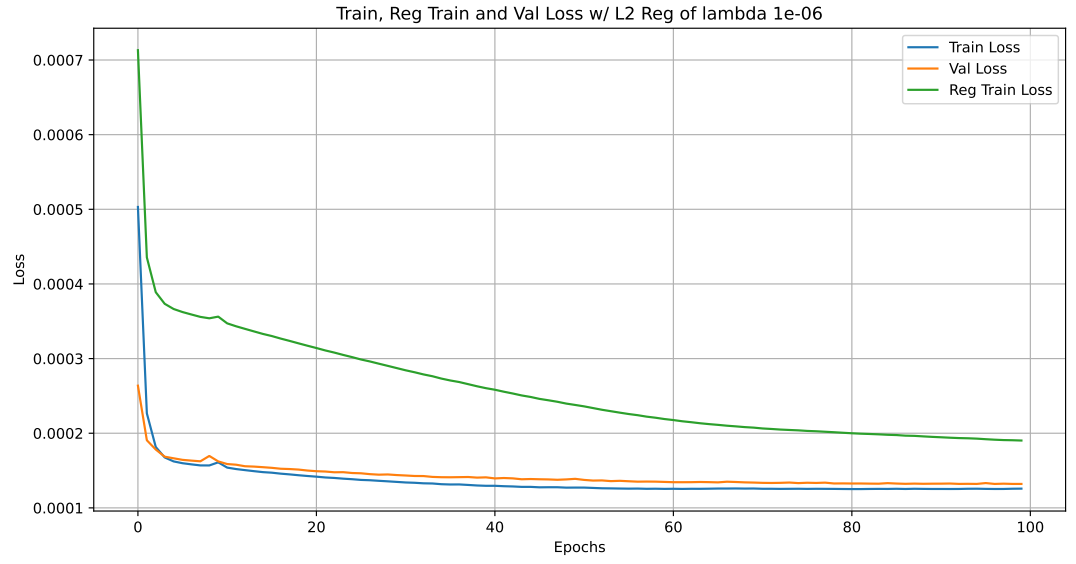 Train, Reg Train and Val Loss w/ L2 Reg of lambda 1e-06
Train Loss
Val Loss
Reg Train Loss
Loss
0.0007
0.0006
0.0005
0.0004
0.0003
0.0002
0.0001
0 20 40 60 80 100
Epochs